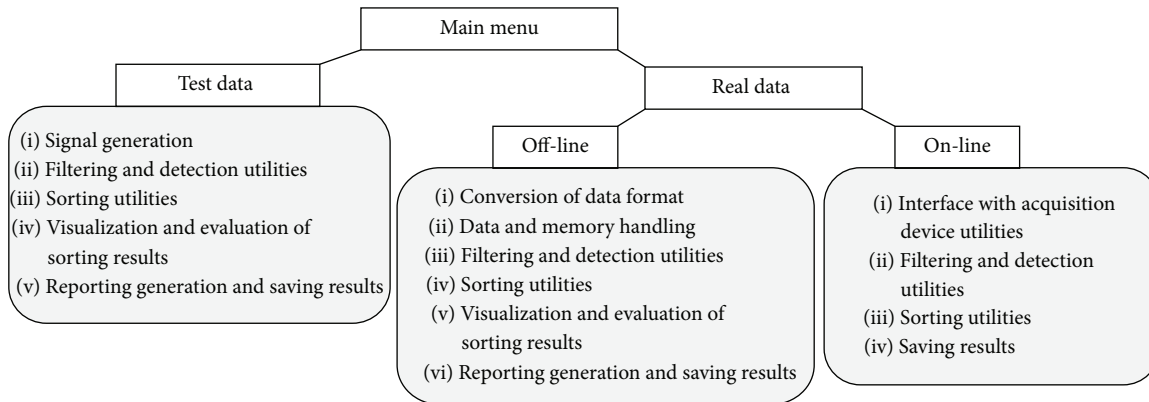 Main menu
Test data
Real data
(i) Signal generation
(ii) Filtering and detection utilities
(iii) Sorting utilities
(iv) Visualization and evaluation of
sorting results
(v) Reporting generation and saving results
Off-line
(i) Conversion of data format
(ii) Data and memory handling
(iii) Filtering and detection utilities
(iv) Sorting utilities
(v) Visualization and evaluation of
sorting results
(vi) Reporting generation and saving results
On-line
(i) Interface with acquisition
device utilities
(ii) Filtering and detection
utilities
(iii) Sorting utilities
(iv) Saving results